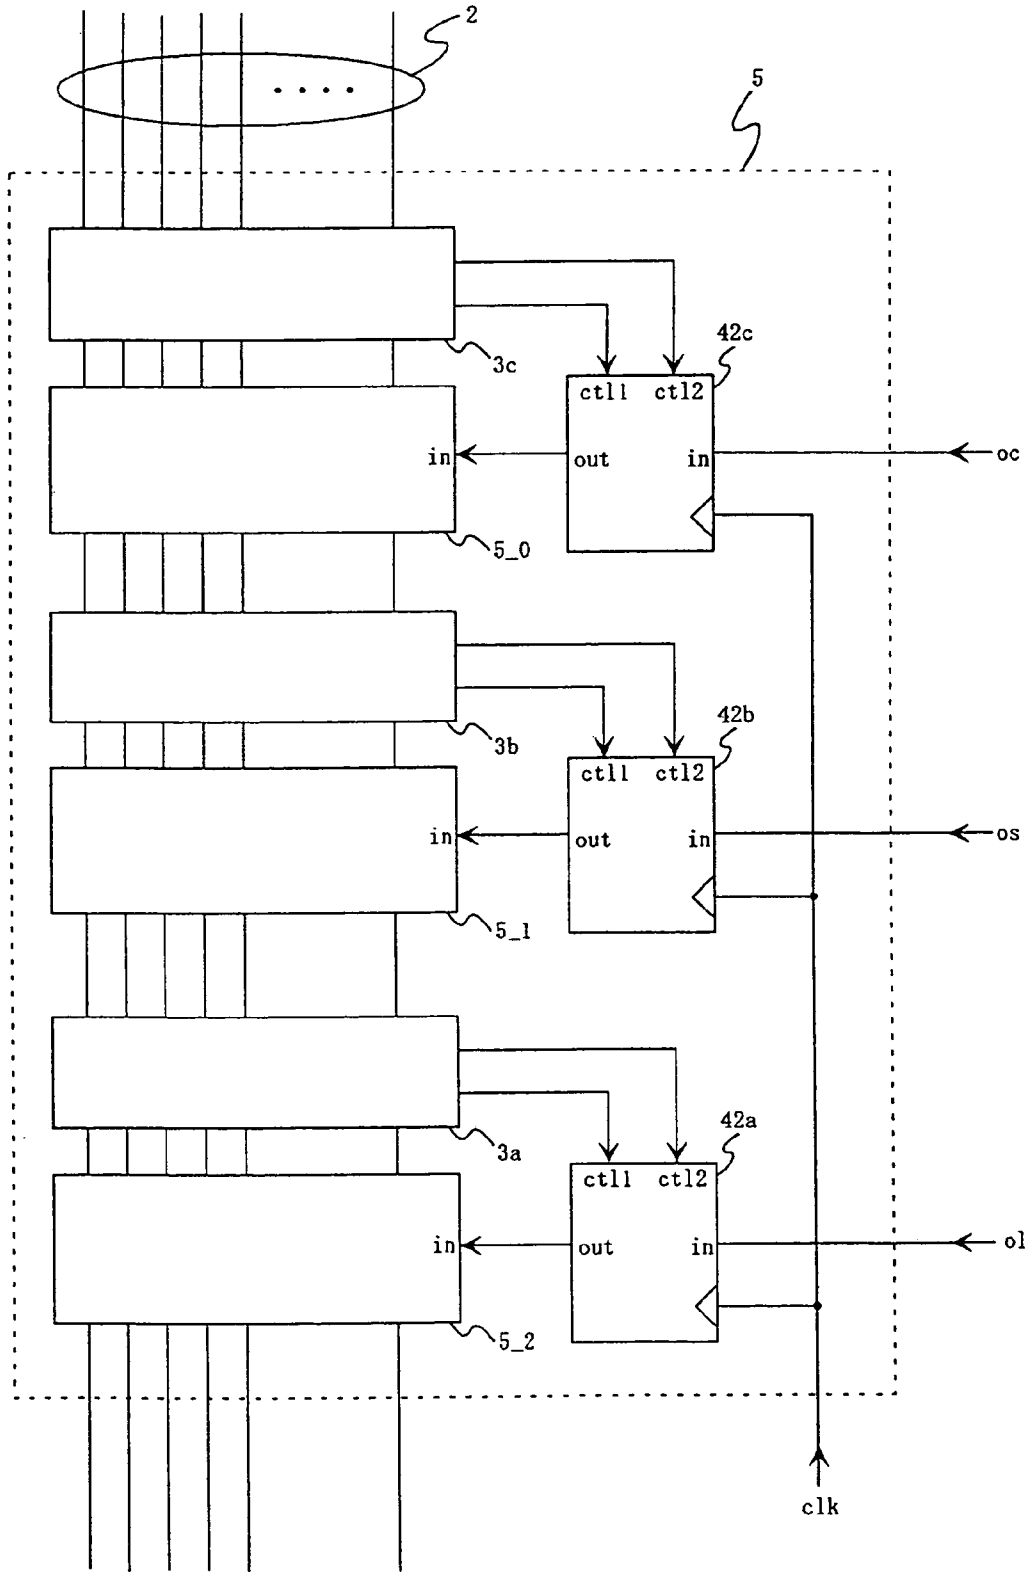 2
5
3c
42c
ctl1 ctl2
in
out
in
oc
5_0
3b
42b
ctl1 ctl2
in
out
in
os
5_1
3a
42a
ctl1 ctl2
in
out
in
ol
5_2
clk